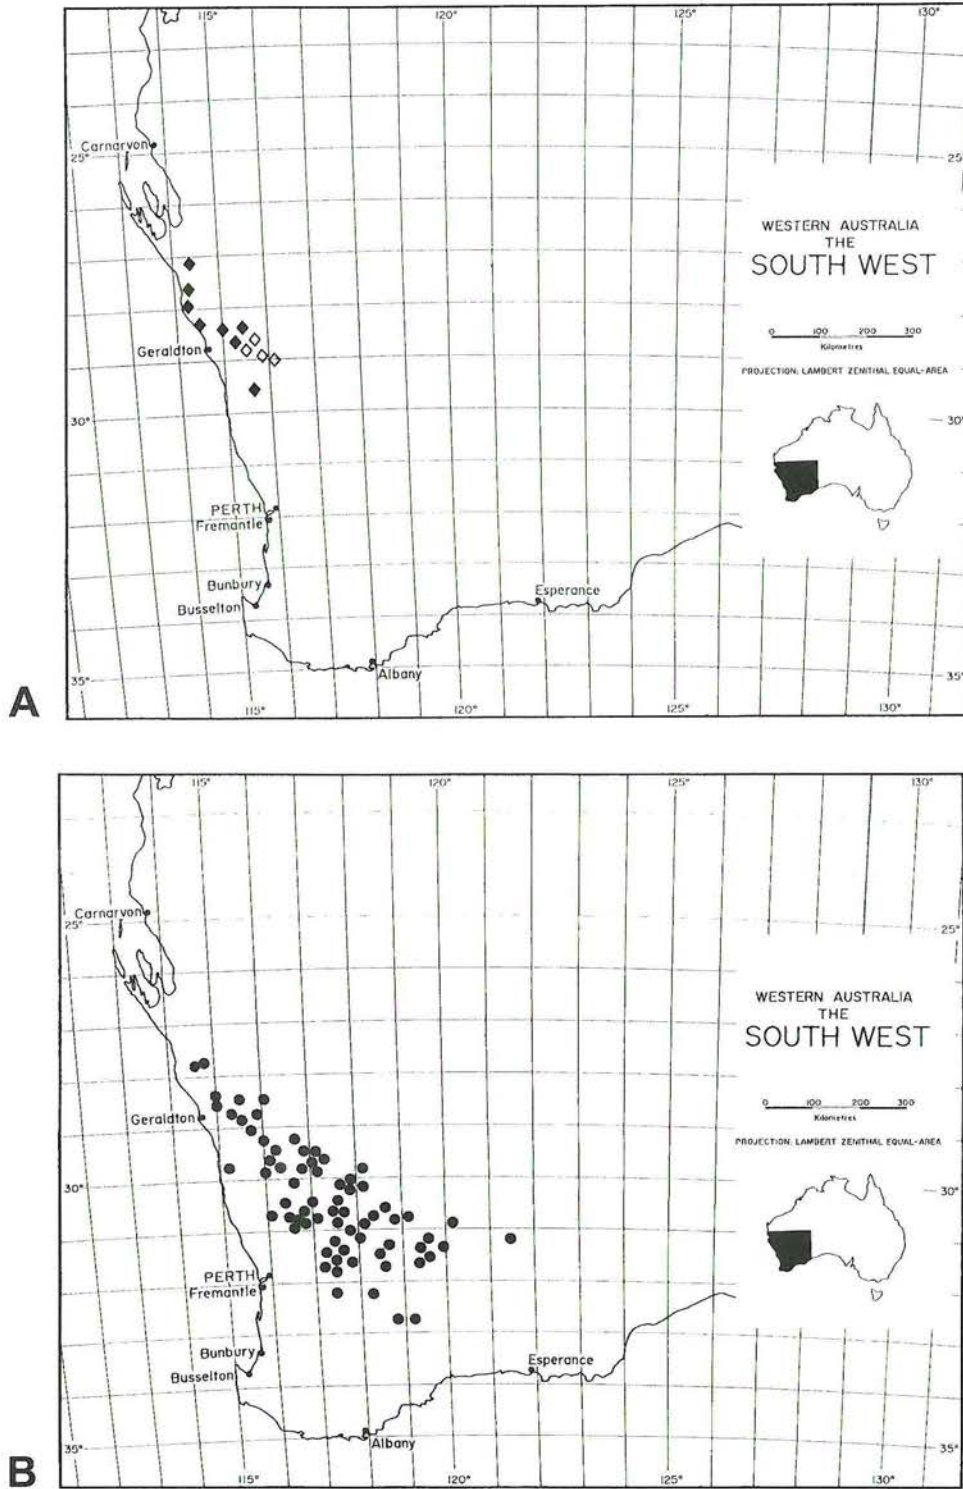 115° 120° 125° 130°
Carnarvon
25° 25°
WESTERN AUSTRALIA
THE
SOUTH WEST
0 100 200 300
Kilometres
Geraldton
PROJECTION: LAMBERT ZENITHAL EQUAL-AREA
30° 30°
PERTH
Fremantle
Bunbury
Esperance
Busselton
Albany
35° 35°
A
115° 120° 125° 130°
115° 120° 125° 130°
Carnarvon
25° 25°
WESTERN AUSTRALIA
THE
SOUTH WEST
0 100 200 300
Kilometres
Geraldton
PROJECTION: LAMBERT ZENITHAL EQUAL-AREA
30° 30°
PERTH
Fremantle
Bunbury
Esperance
Busselton
Albany
35° 35°
B
115° 120° 125° 130°